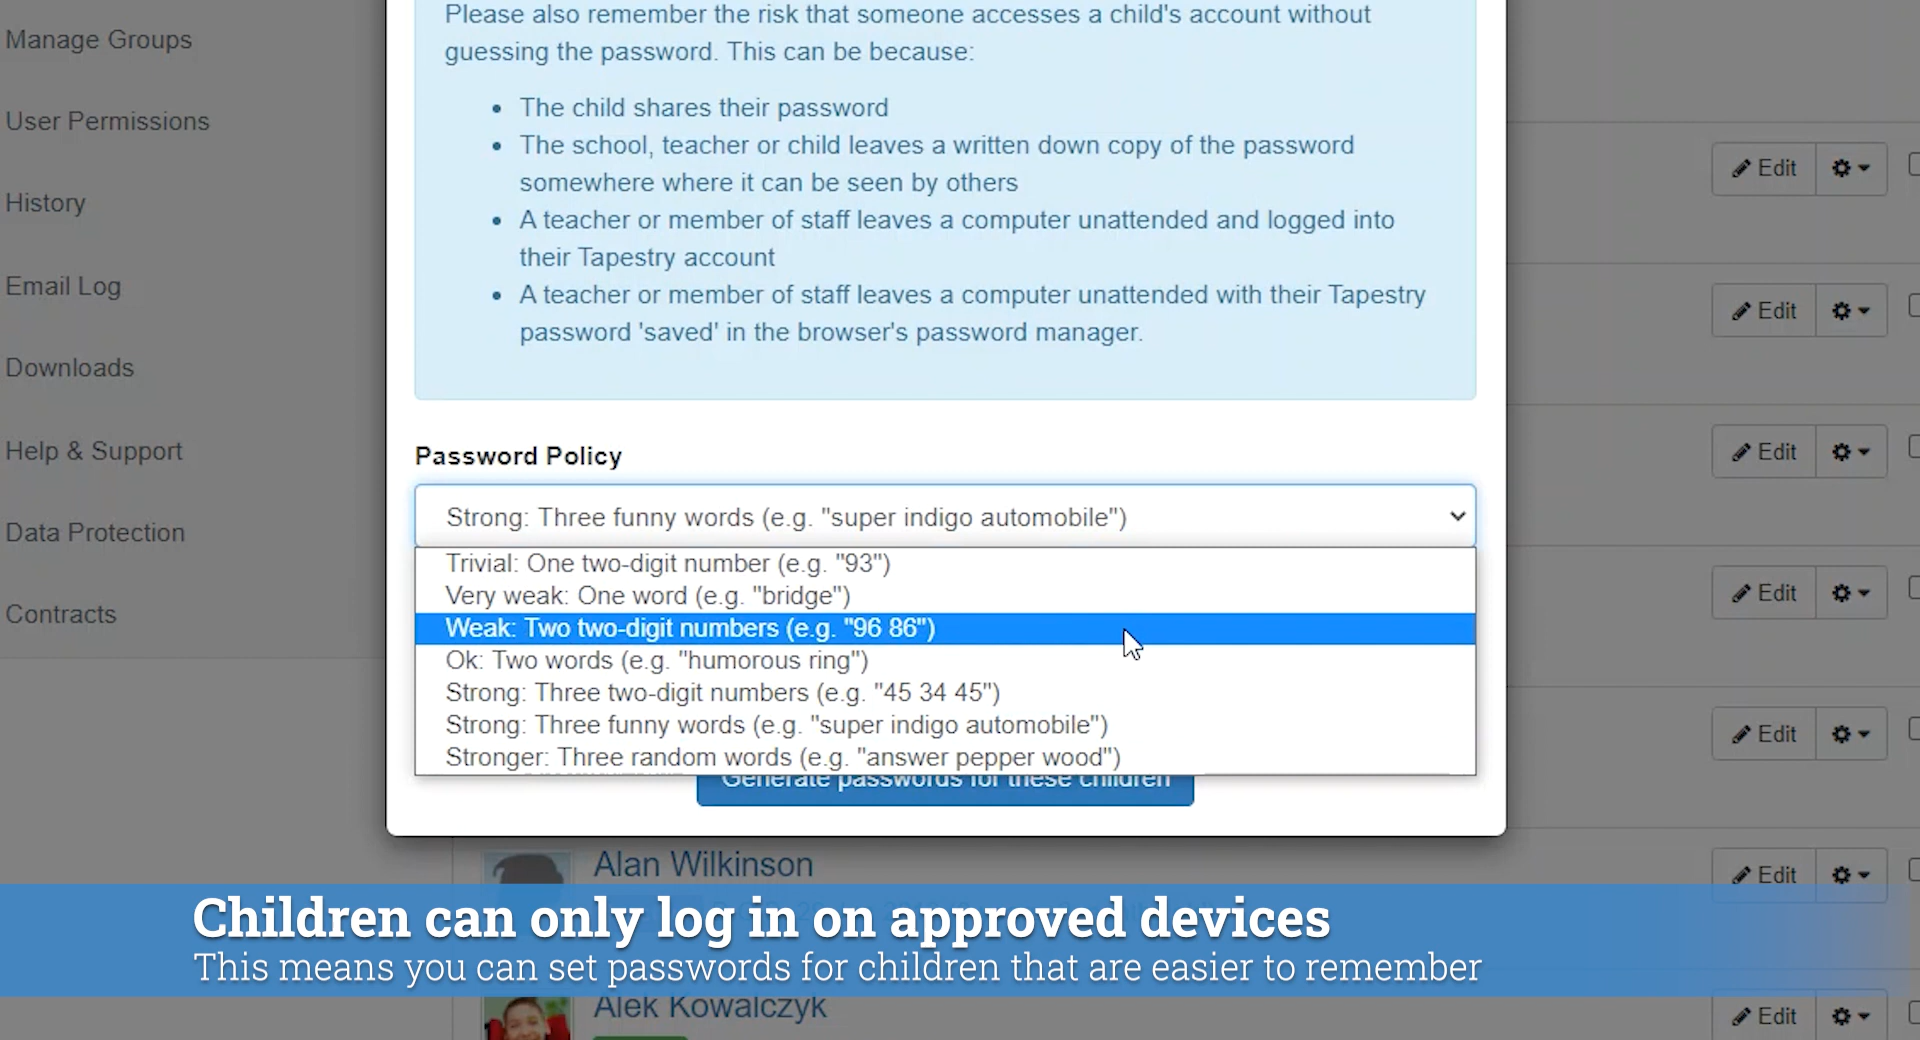 Manage Groups
User Permissions
History
Email Log
Downloads
Help & Support
Data Protection
Contracts
Please also remember the risk that someone accesses a child's account without
guessing the password. This can be because:
• The child shares their password
• The school, teacher or child leaves a written down copy of the password
somewhere where it can be seen by others
• A teacher or member of staff leaves a computer unattended and logged into
their Tapestry account
• A teacher or member of staff leaves a computer unattended with their Tapestry
password 'saved' in the browser's password manager.
Password Policy
Strong: Three funny words (e.g. "super indigo automobile")
Trivial: One two-digit number (e.g. "93")
Very weak: One word (e.g. "bridge")
Weak: Two two-digit numbers (e.g. "96 86")
Ok: Two words (e.g. "humorous ring")
Strong: Three two-digit numbers (e.g. "45 34 45")
Strong: Three funny words (e.g. "super indigo automobile")
Stronger: Three random words (e.g. "answer pepper wood")
Generate passwords for these children
Edit
Edit
Edit
Edit
Edit
Alan Wilkinson
Edit
Children can only log in on approved devices
This means you can set passwords for children that are easier to remember
Alek Kowalczyk
Edit